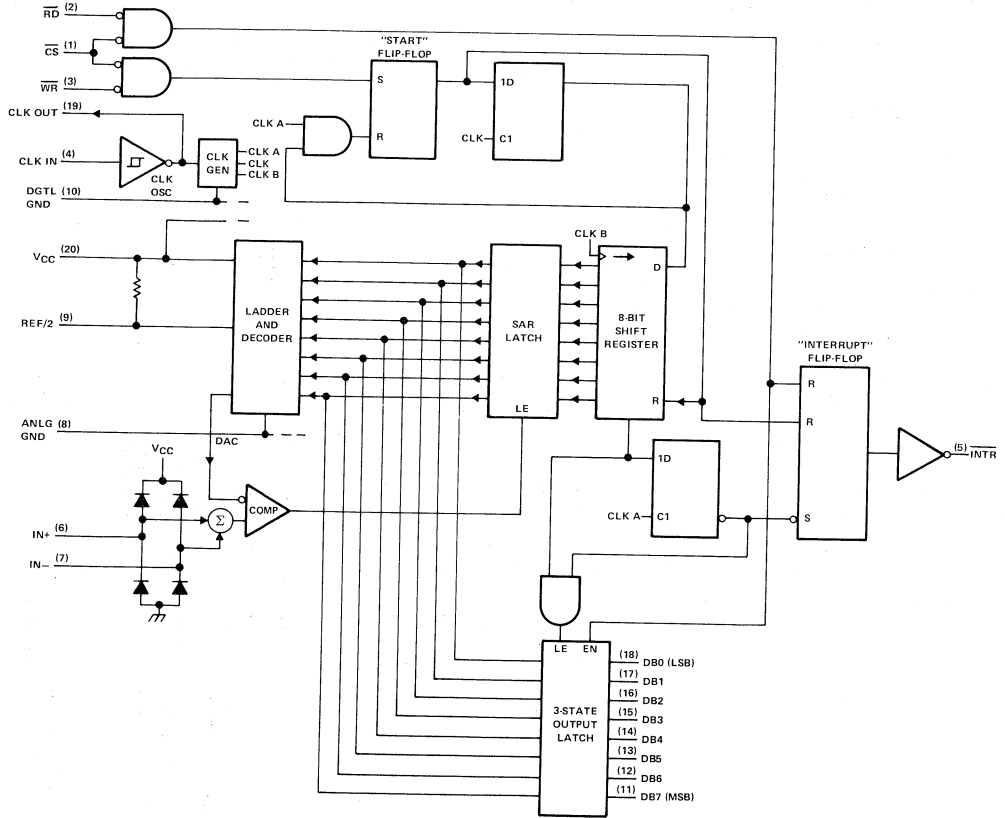 RD (2)
CS (1)
WR (3)
CLK OUT (19)
CLK IN (4)
CLK
OSC
CLK
GEN
CLK A
CLK
CLK B
DGTL (10)
GND
"START"
FLIP-FLOP
S
R
CLK A
1D
CLK
C1
VCC (20)
REF/2 (9)
LADDER
AND
DECODER
SAR
LATCH
LE
CLK B
D
8-BIT
SHIFT
REGISTER
R
"INTERRUPT"
FLIP-FLOP
R
R
S
(5) INTR
ANLG (8)
GND
DAC
VCC
COMP
Σ
IN+ (6)
IN− (7)
1D
CLK A
C1
LE EN
3-STATE
OUTPUT
LATCH
(18) DB0 (LSB)
(17) DB1
(16) DB2
(15) DB3
(14) DB4
(13) DB5
(12) DB6
(11) DB7 (MSB)